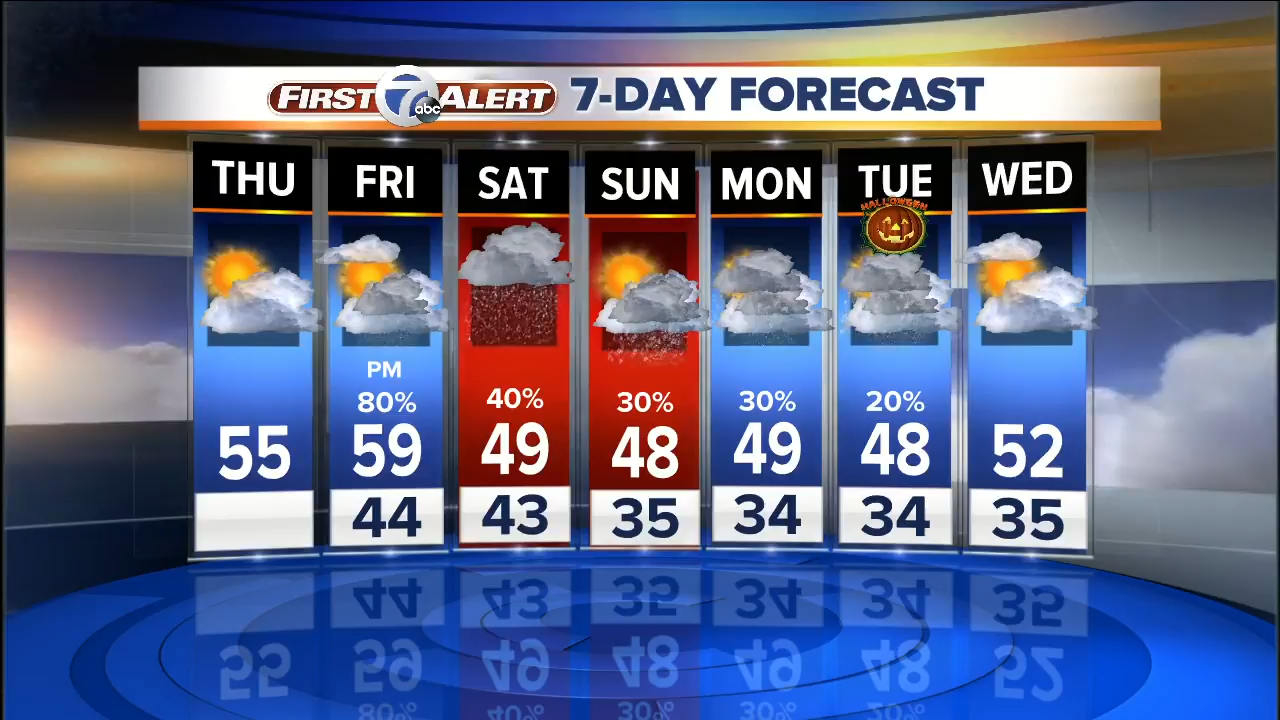 FIRST 7 abc ALERT 7-DAY FORECAST
THU FRI SAT SUN MON TUE WED
HALLOWEEN
PM
80% 40% 30% 30% 20%
55 59 49 48 49 48 52
44 43 35 34 34 35